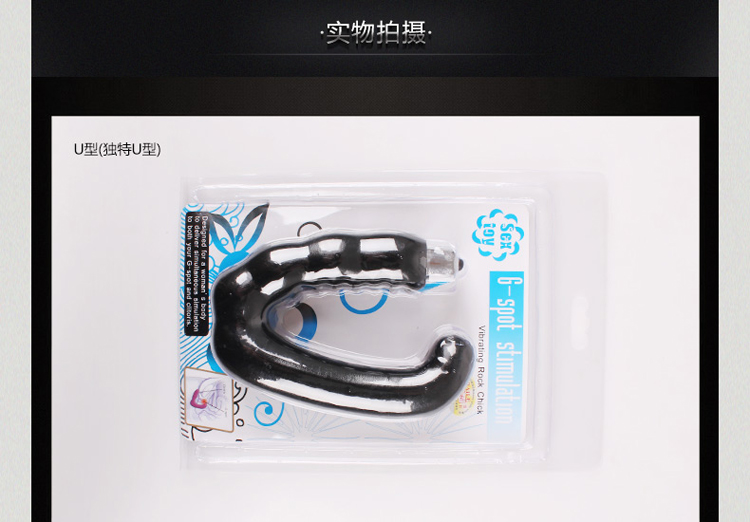 ·实物拍摄·
U型(独特U型)
Sex
toy
G-spot stimulation
Vibrating Rock Chick
Designed for a woman's body
to deliver simultaneous simulation
to both your G-spot and clitoris.